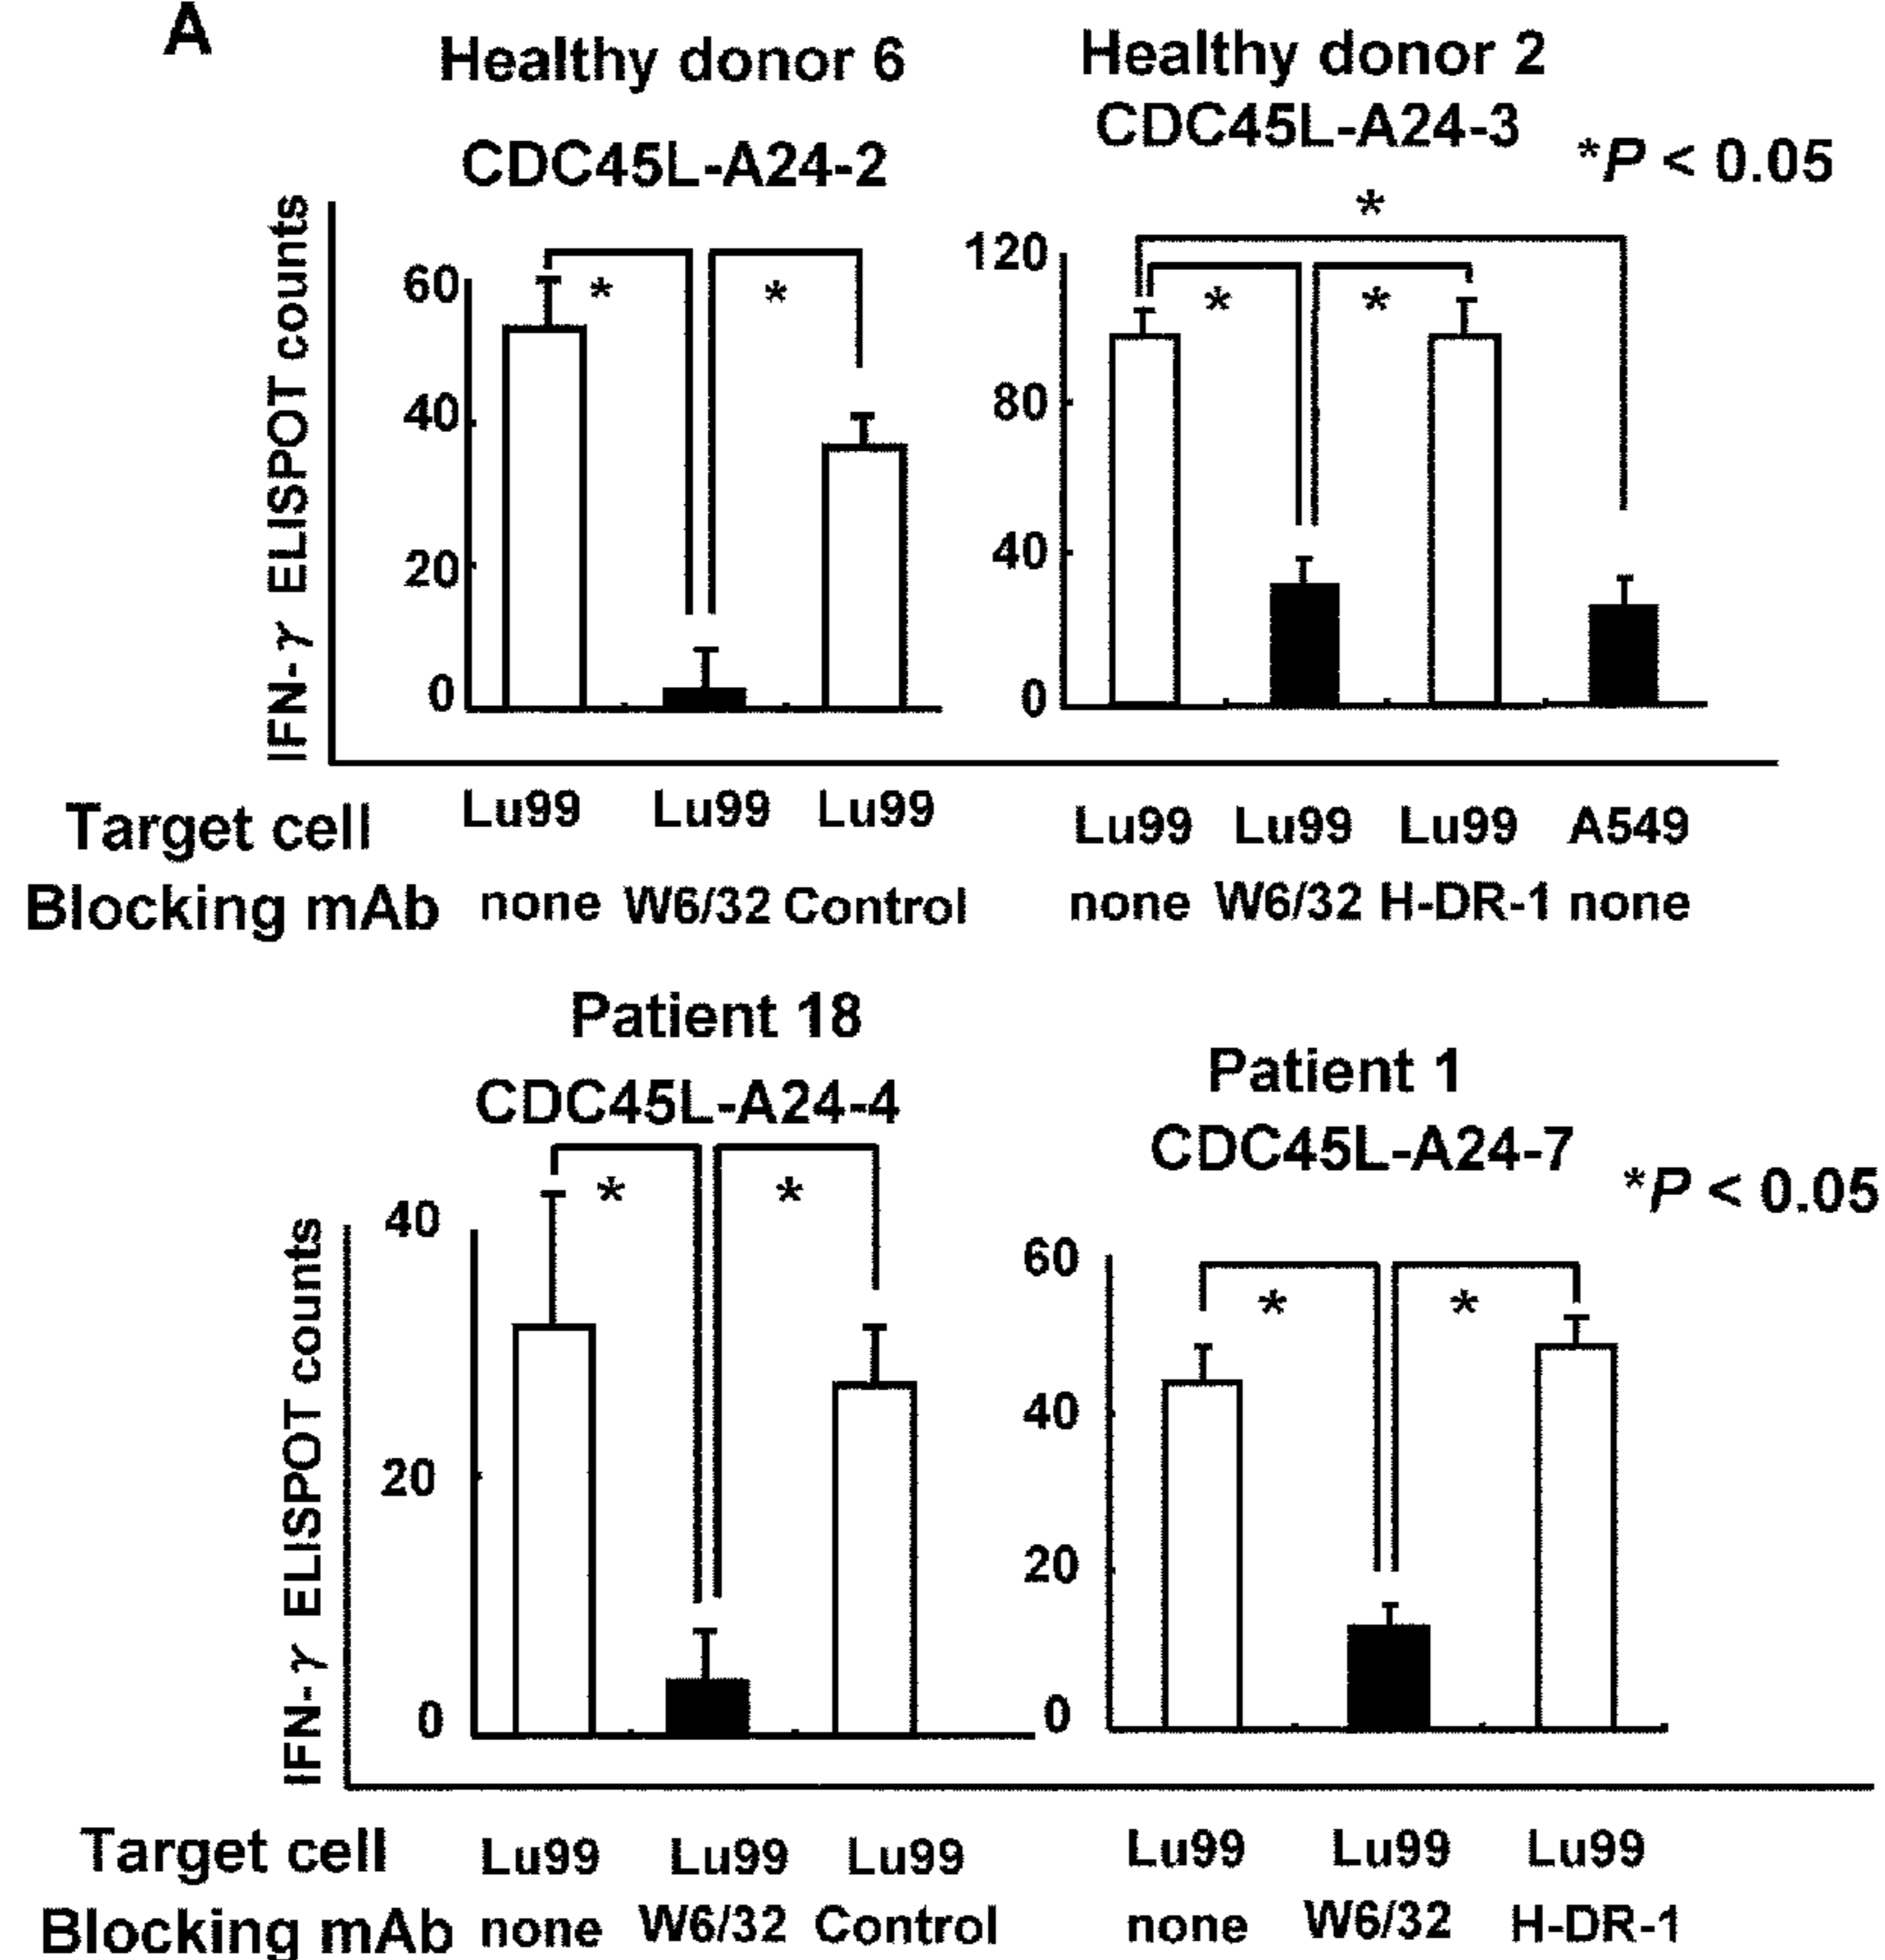 A
Healthy donor 6
CDC45L-A24-2
Healthy donor 2
CDC45L-A24-3
*P < 0.05
IFN-γ ELISPOT counts
60
40
20
0
* *
120
80
40
0
*
* *
Target cell Lu99 Lu99 Lu99 Lu99 Lu99 Lu99 A549
Blocking mAb none W6/32 Control none W6/32 H-DR-1 none
Patient 18
CDC45L-A24-4
Patient 1
CDC45L-A24-7
*P < 0.05
IFN-γ ELISPOT counts
40
20
0
* *
60
40
20
0
* *
Target cell Lu99 Lu99 Lu99 Lu99 Lu99 Lu99
Blocking mAb none W6/32 Control none W6/32 H-DR-1